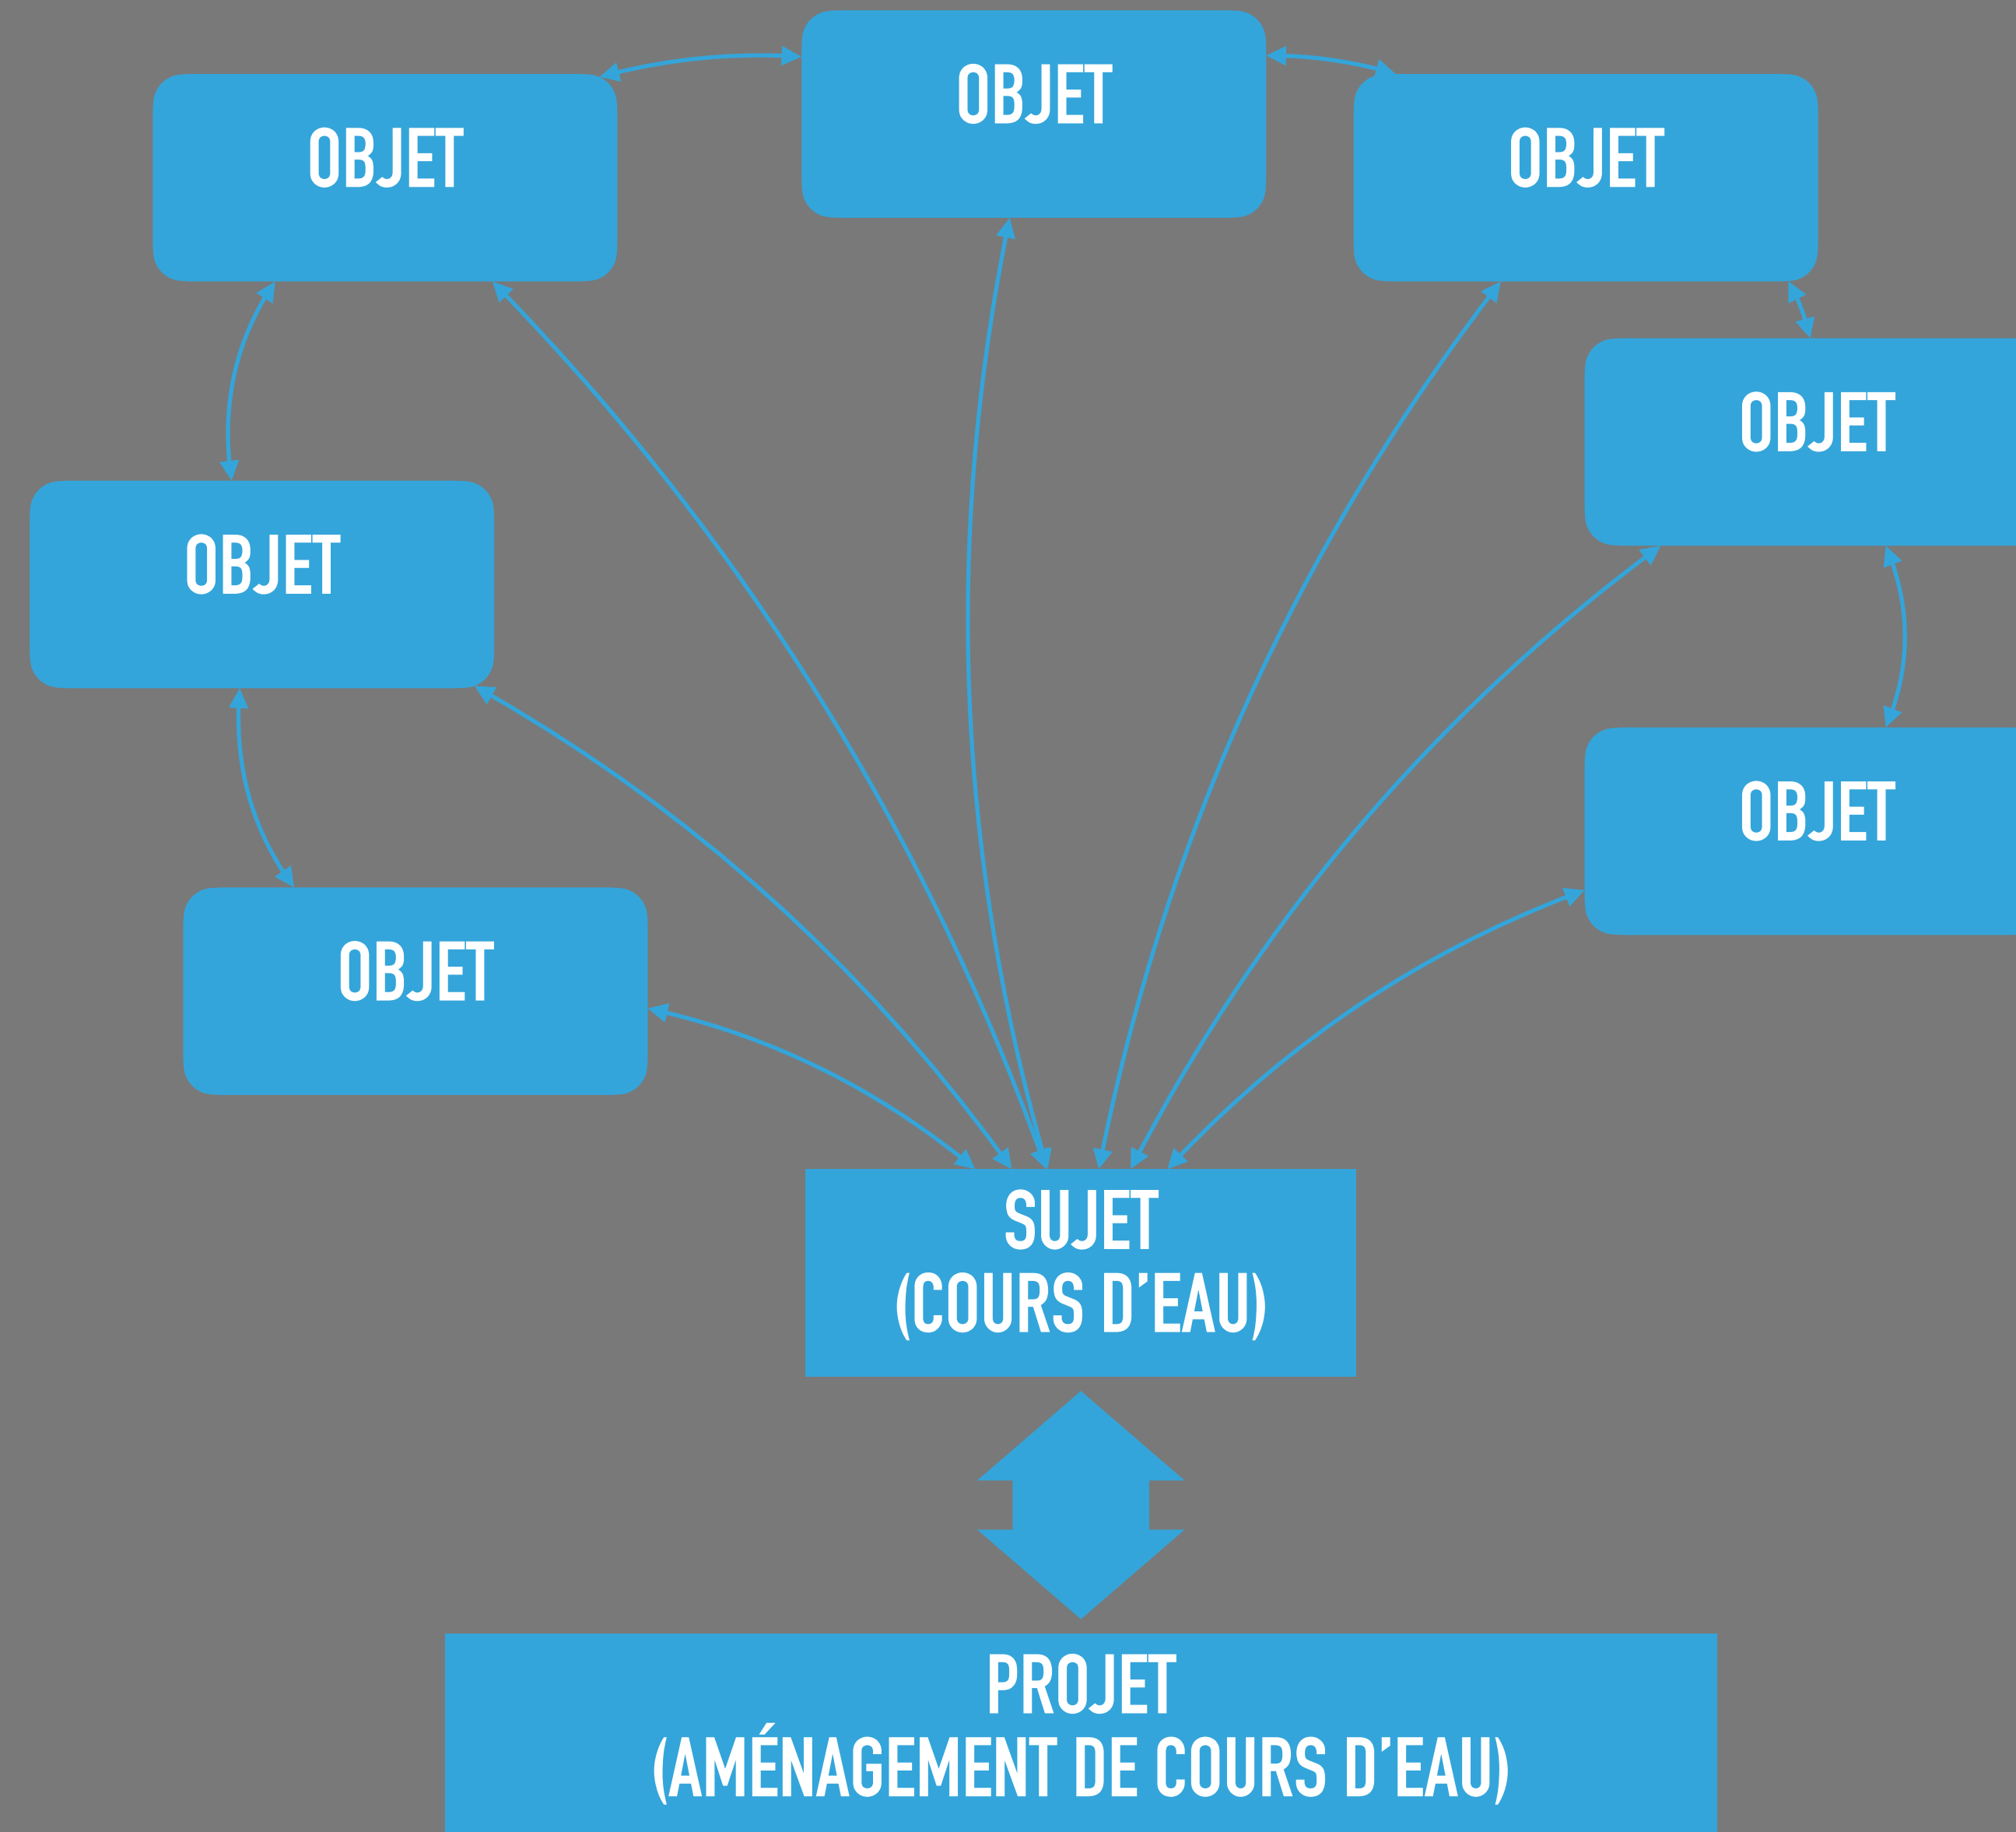 OBJET
OBJET
OBJET
OBJET
OBJET
OBJET
OBJET
SUJET
(COURS D'EAU)
PROJET
(AMÉNAGEMENT DE COURS D'EAU)